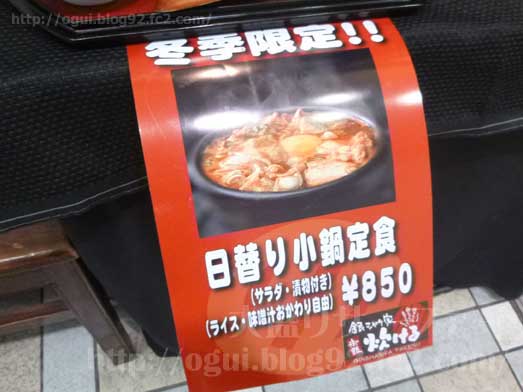 http://ogui.blog92.fc2.com/
冬季限定!!
日替り小鍋定食
(サラダ・漬物付き)
(ライス・味噌汁おかわり自由)
¥850
http://ogui.blog92.fc2.com/